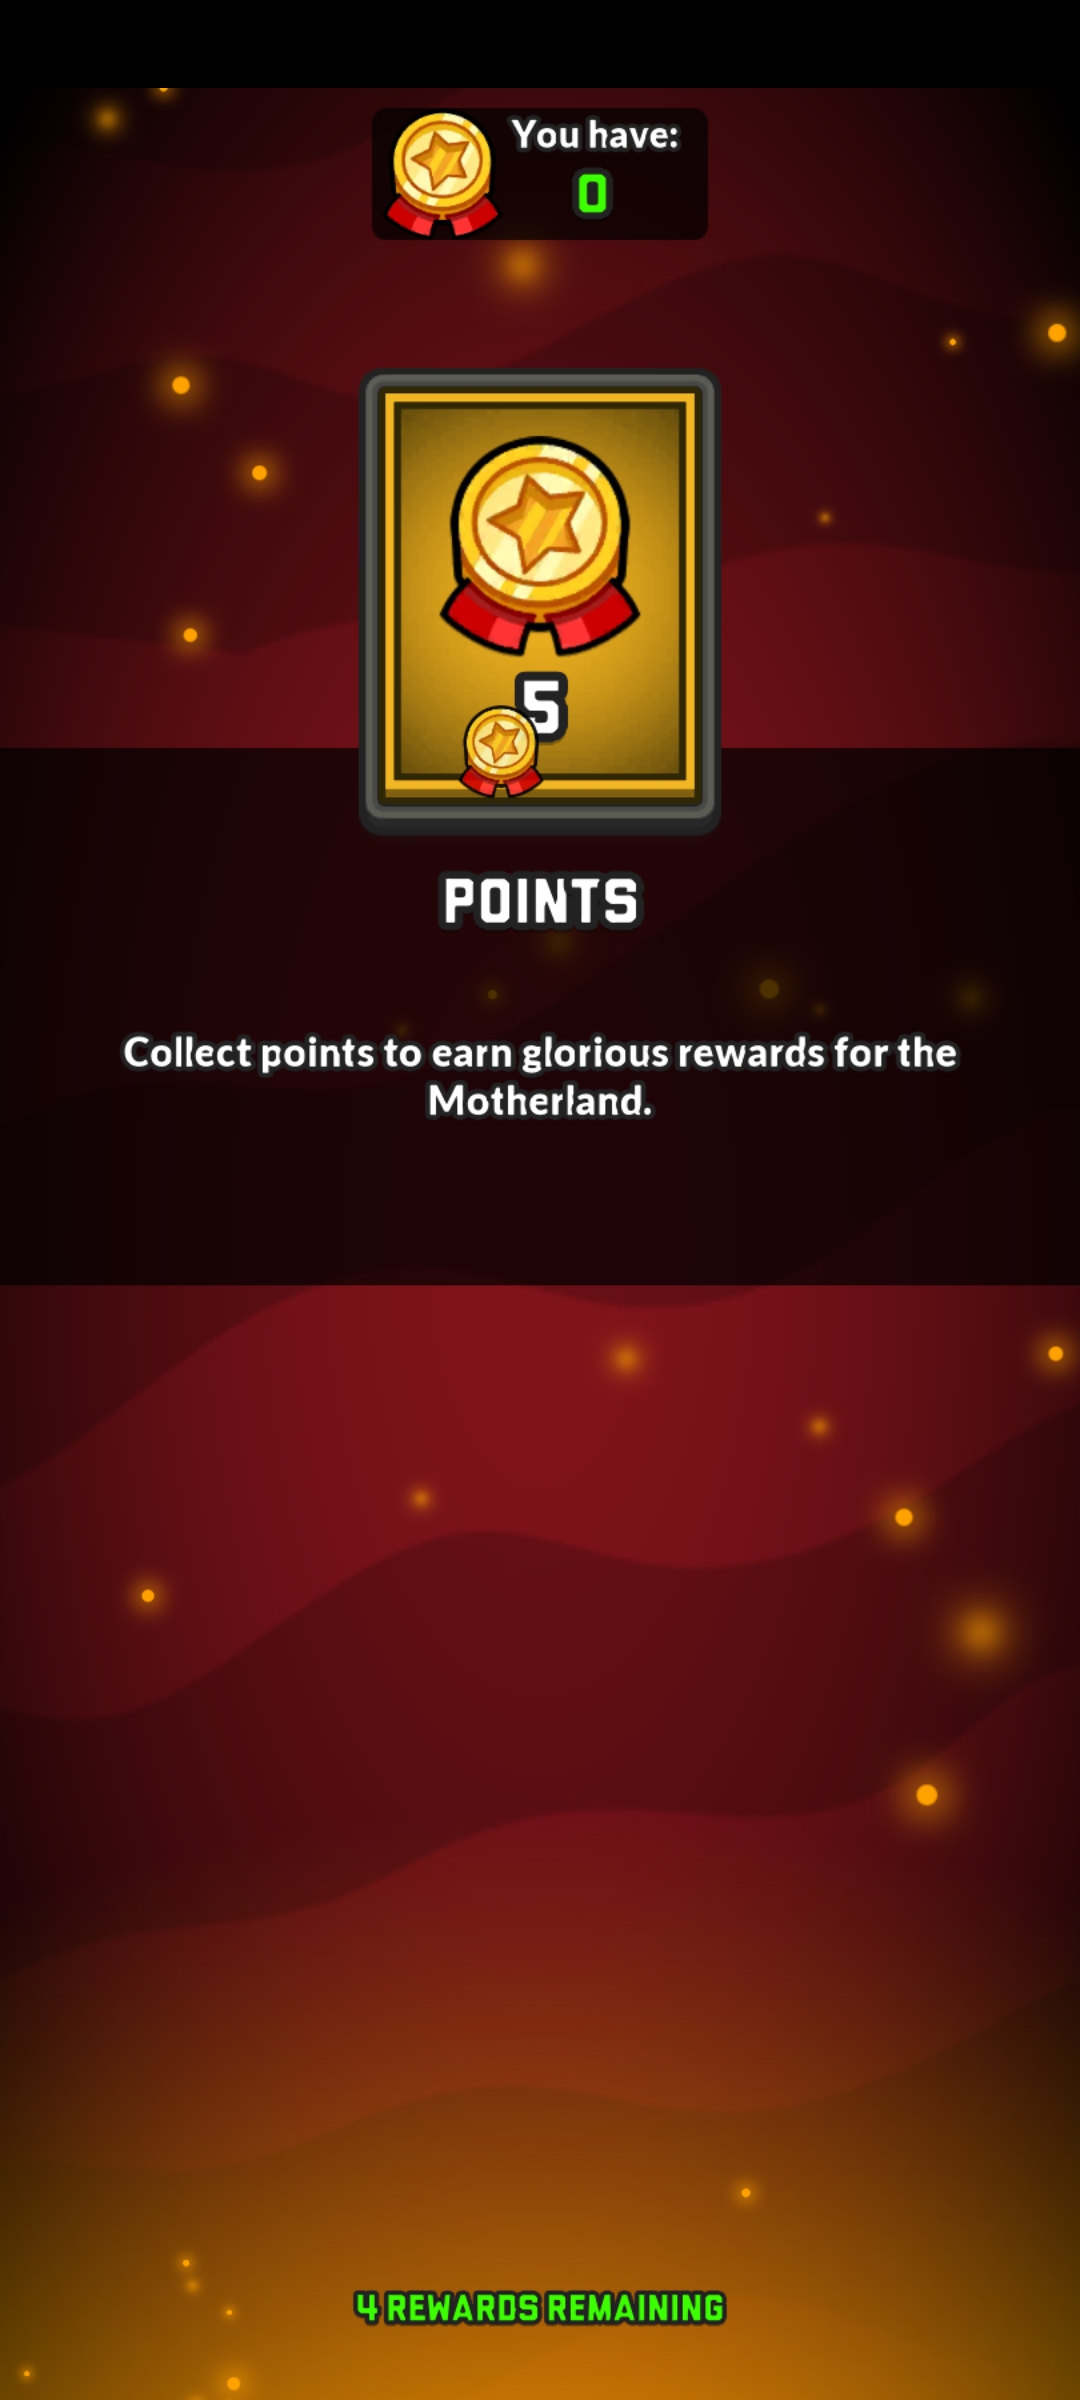 You have:
0
5
POINTS
Collect points to earn glorious rewards for the
Motherland.
4 REWARDS REMAINING